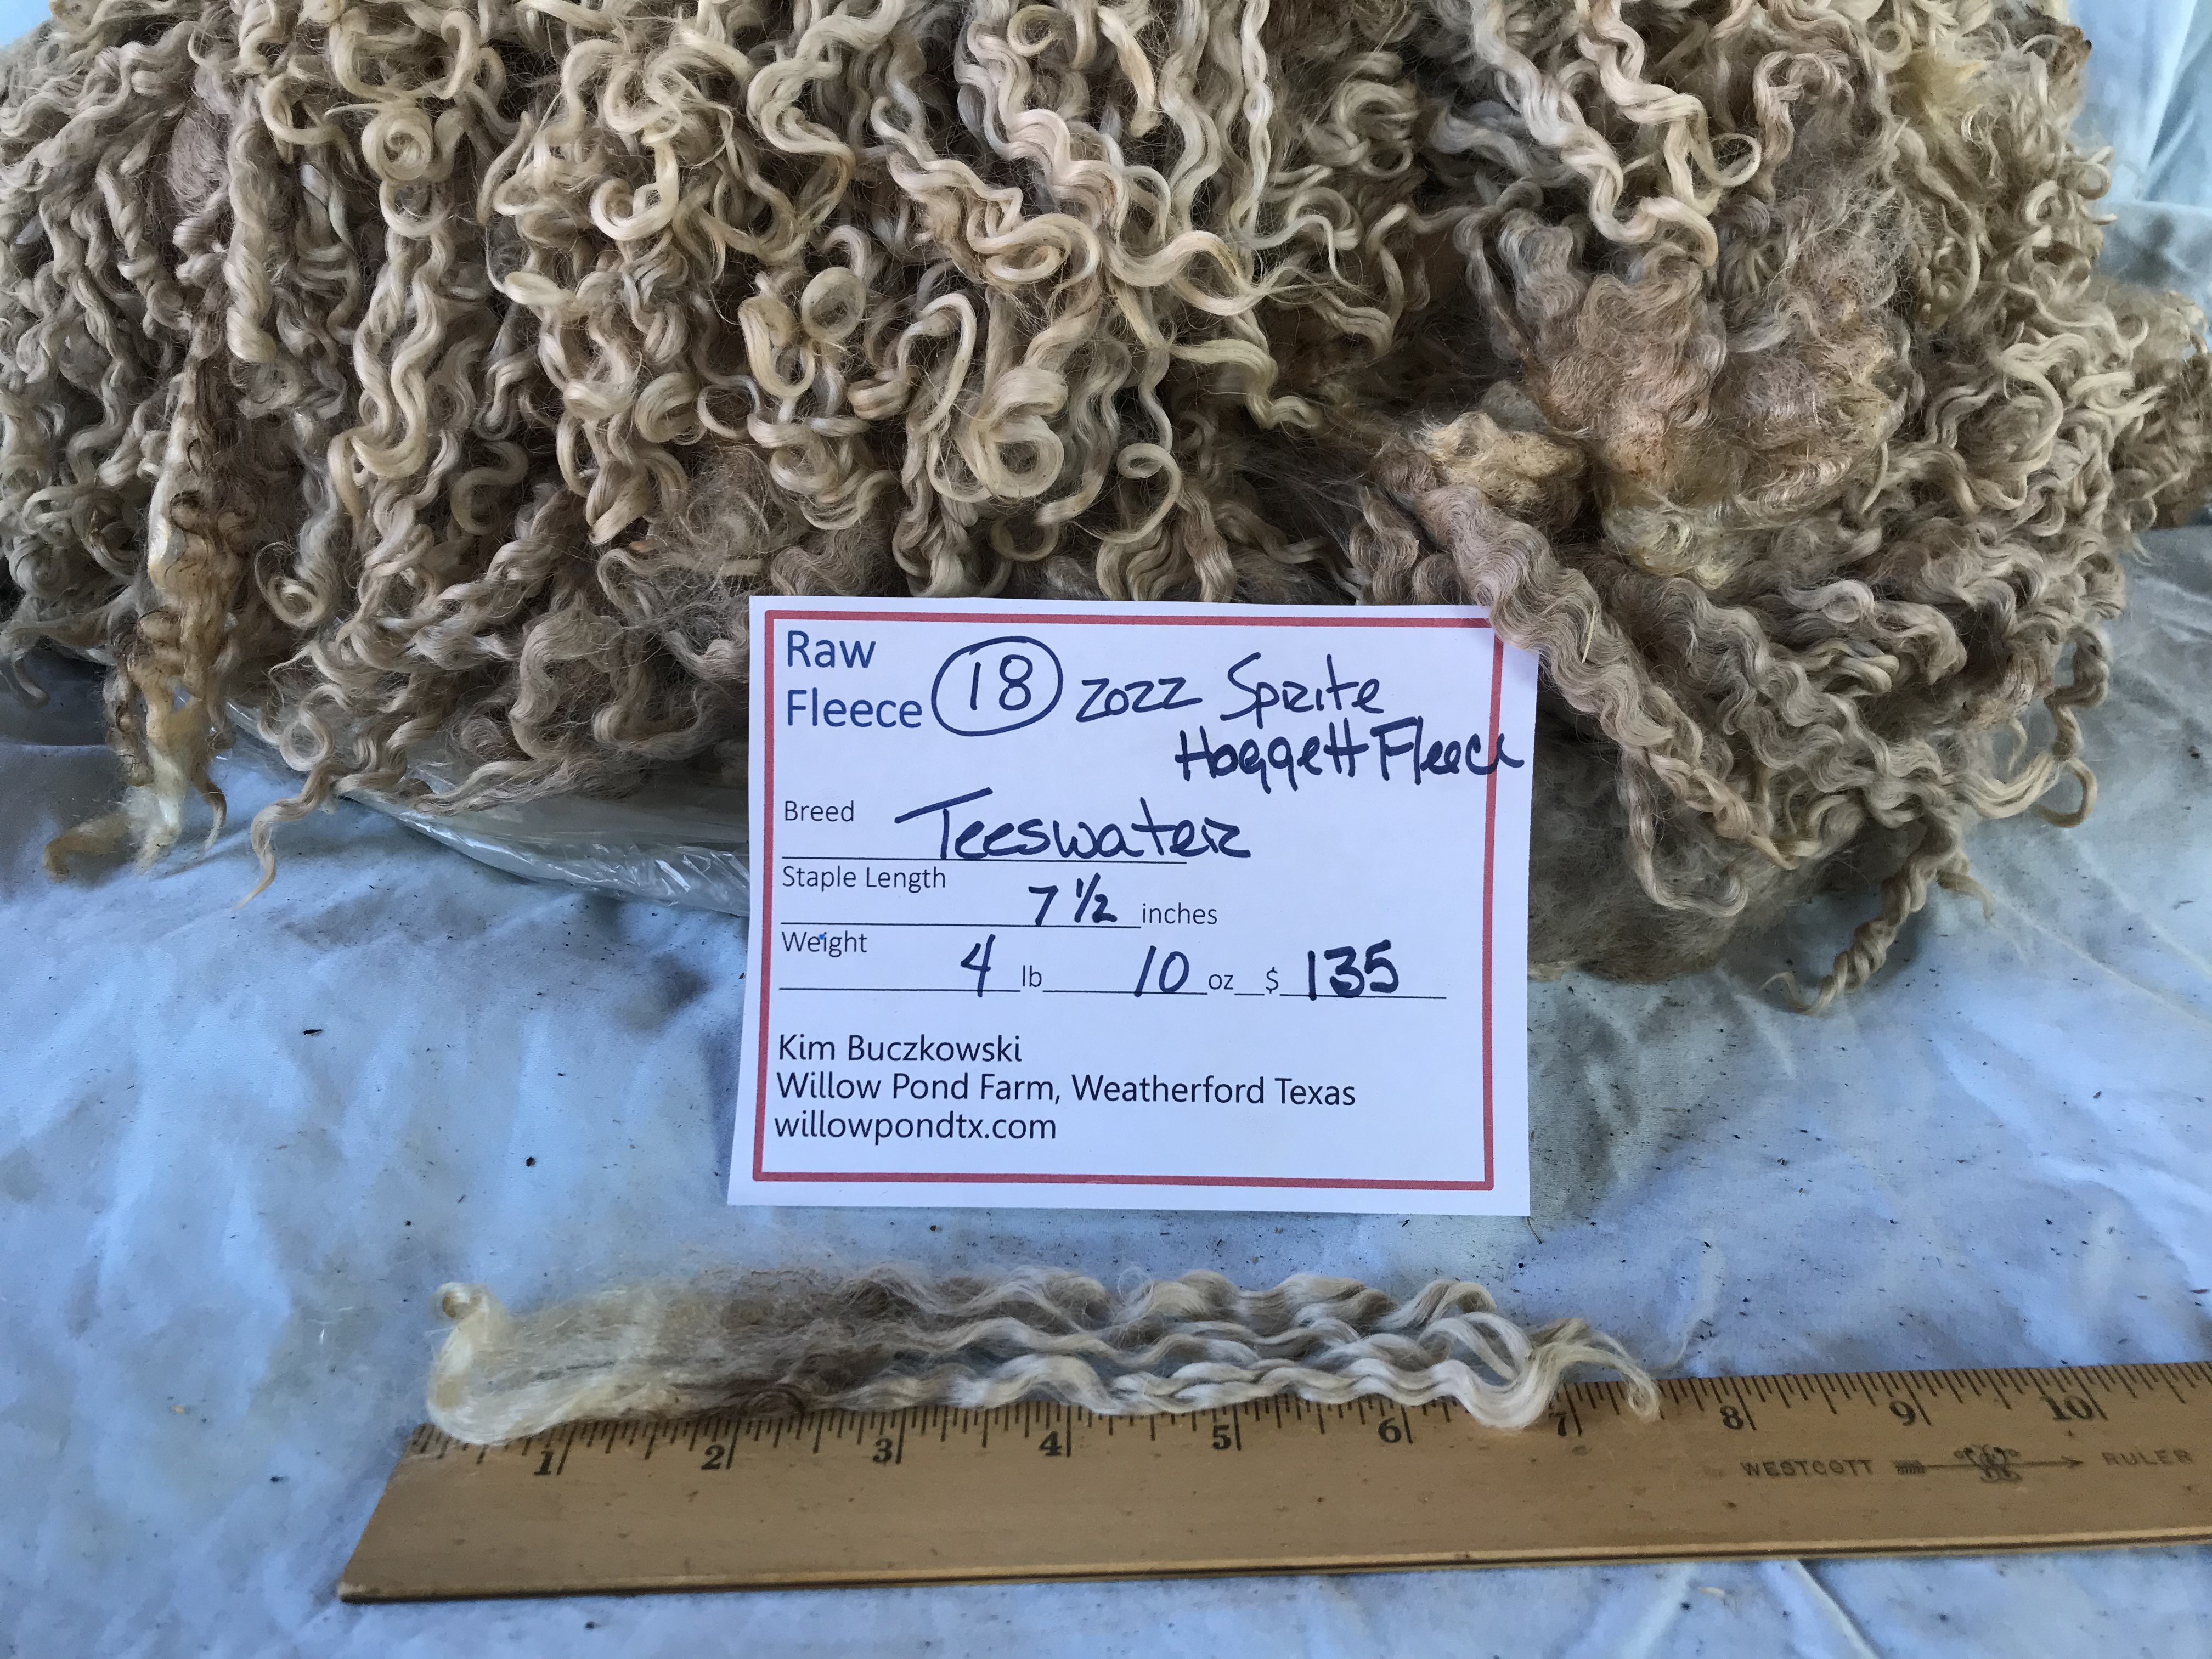 Raw
Fleece 18 2022 Sprite
Hoggett Fleece
Breed Teeswater
Staple Length 7 1/2 inches
Weight 4 lb 10 oz $ 135
Kim Buczkowski
Willow Pond Farm, Weatherford Texas
willowpondtx.com
1 2 3 4 5 6 7 8 9 10
WESTCOTT RULER